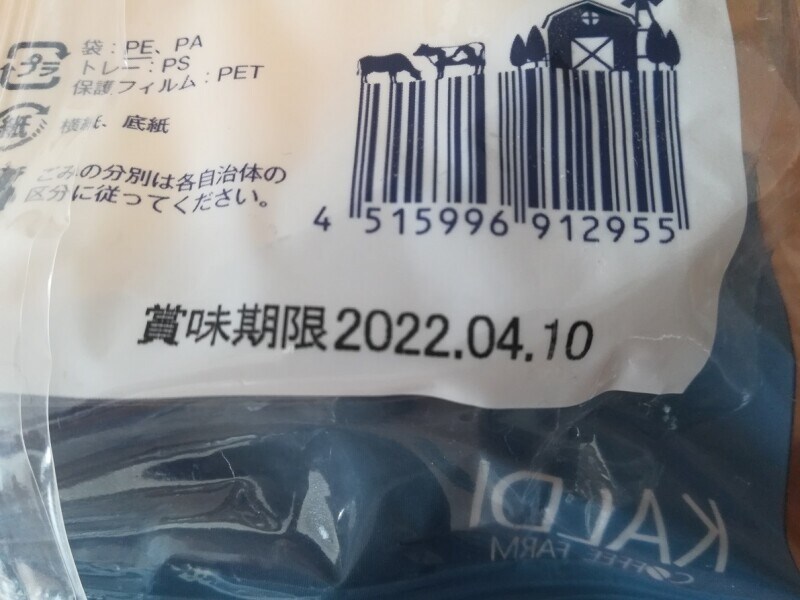 袋：PE、PA
プラ
トレー：PS
保護フィルム：PET
紙
横紙、底紙
ごみの分別は各自治体の
区分に従ってください。
4 515996 912955
賞味期限2022.04.10
KALDI
COFFEE FARM